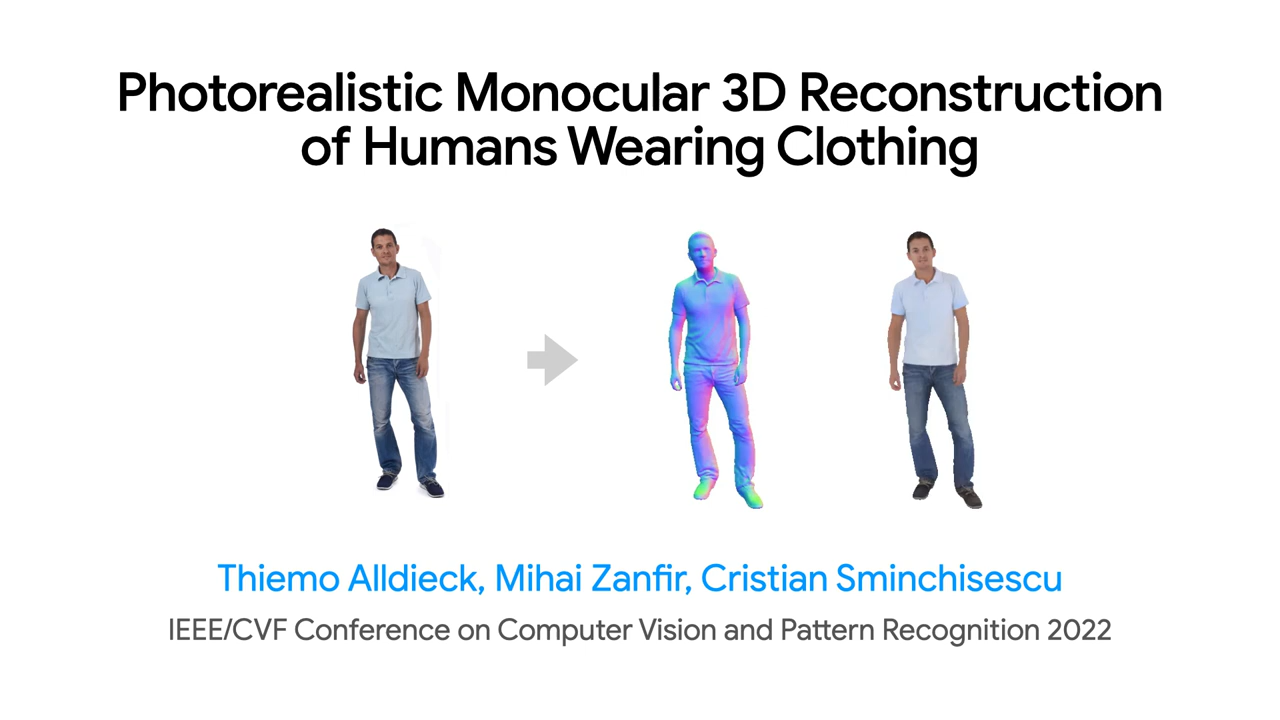 Photorealistic Monocular 3D Reconstruction
of Humans Wearing Clothing
Thiemo Alldieck, Mihai Zanfir, Cristian Sminchisescu
IEEE/CVF Conference on Computer Vision and Pattern Recognition 2022